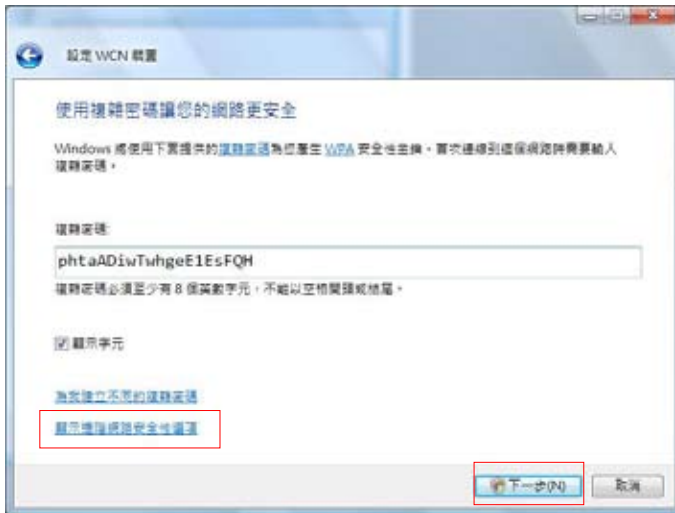 設定 WCN 裝置
使用複雜密碼讓您的網路更安全
Windows 將使用下面提供的複雜密碼為您產生 WPA 安全性金鑰。首次連線到這個網路時需要輸入
複雜密碼。
複雜密碼:
phtaADiwTwhgeE1EsFQH
複雜密碼必須至少有 8 個英數字元,不能以空格開頭或結尾。
顯示字元
為我建立不同的複雜密碼
顯示進階網路安全性選項
下一步(N)
取消